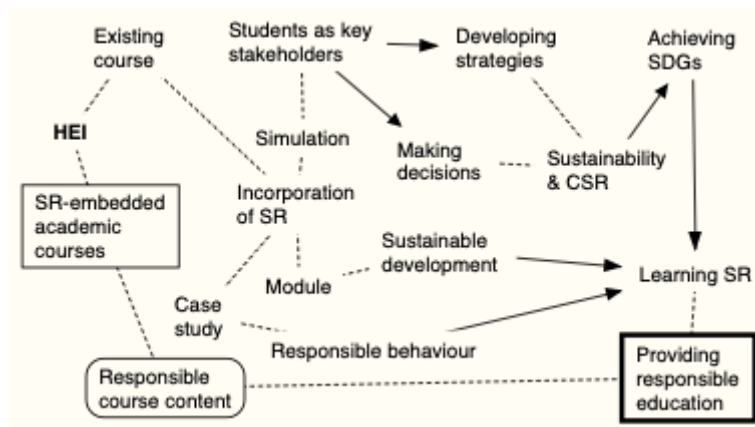 Existing
course
Students as key
stakeholders
Developing
strategies
Achieving
SDGs
HEI
Simulation
Making
decisions
Sustainability
& CSR
SR-embedded
academic
courses
Incorporation
of SR
Sustainable
development
Module
Learning SR
Case
study
Responsible behaviour
Responsible
course content
Providing
responsible
education